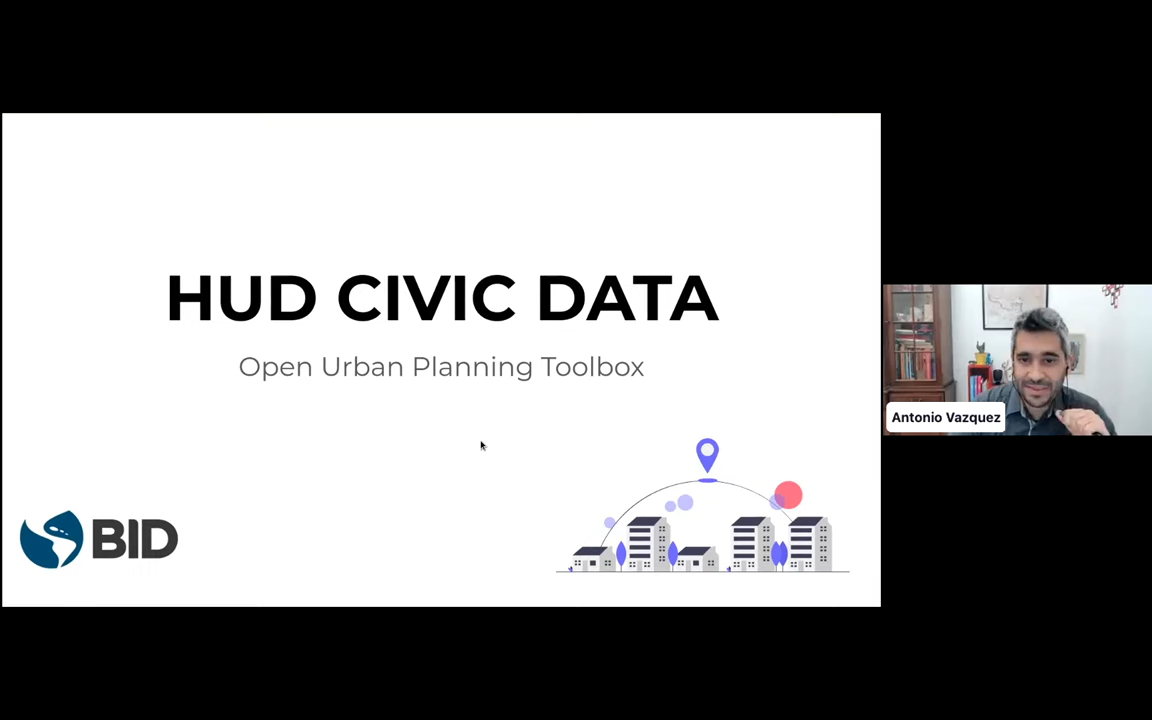 HUD CIVIC DATA
Open Urban Planning Toolbox
BID
Antonio Vazquez